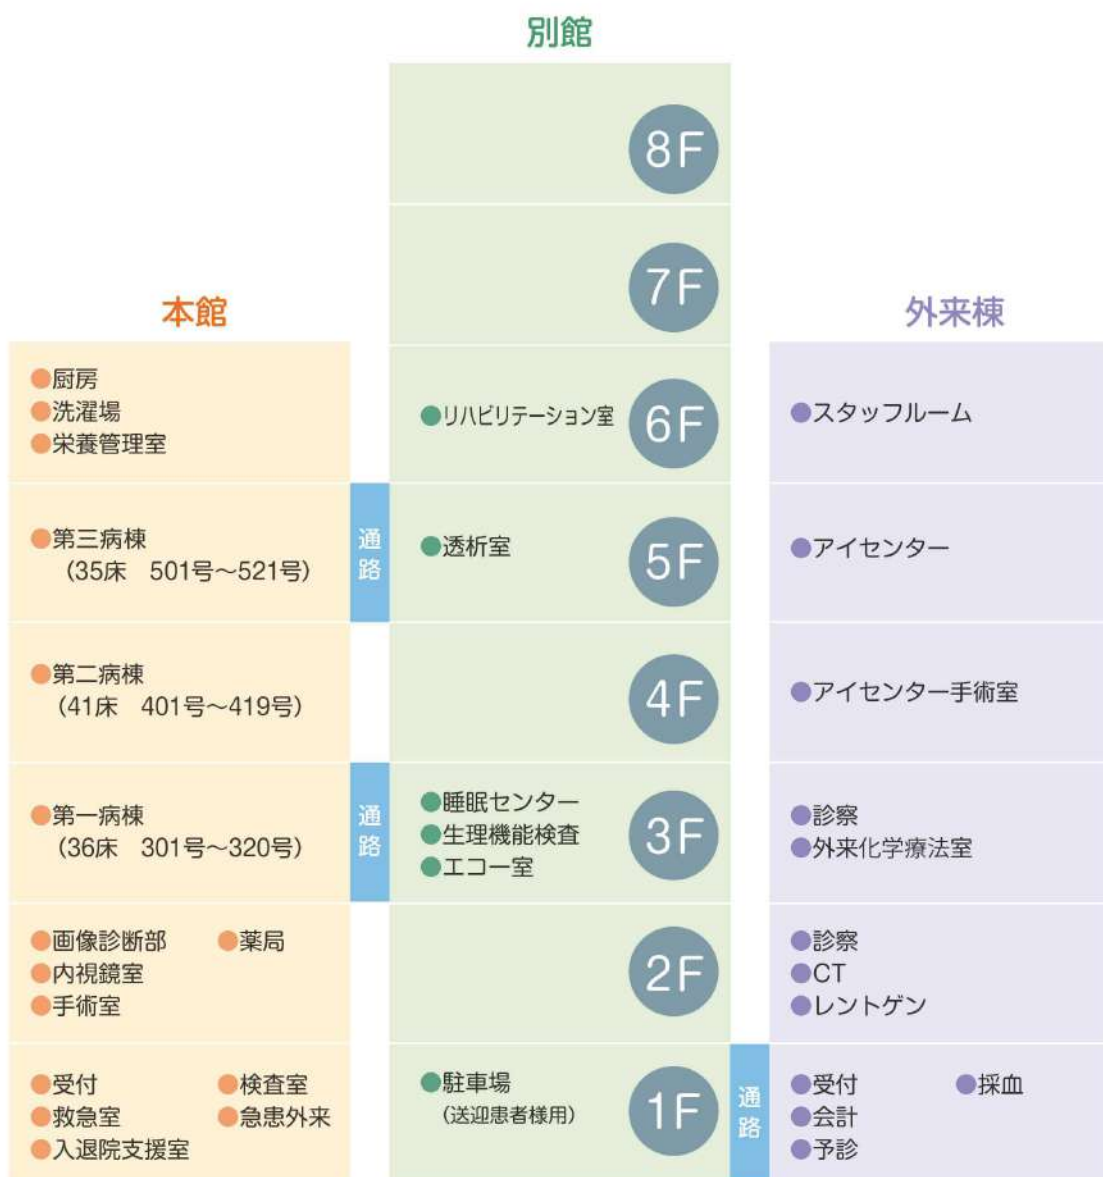 別館
8F
7F
本館
外来棟
●厨房
●洗濯場
●栄養管理室
●リハビリテーション室
6F
●スタッフルーム
●第三病棟
(35床 501号～521号)
通路
●透析室
5F
●アイセンター
●第二病棟
(41床 401号～419号)
4F
●アイセンター手術室
●第一病棟
(36床 301号～320号)
通路
●睡眠センター
●生理機能検査
●エコー室
3F
●診察
●外来化学療法室
●画像診断部 ●薬局
●内視鏡室
●手術室
2F
●診察
●CT
●レントゲン
●受付 ●検査室
●救急室 ●急患外来
●入退院支援室
●駐車場
(送迎患者様用)
1F
通路
●受付 ●採血
●会計
●予診